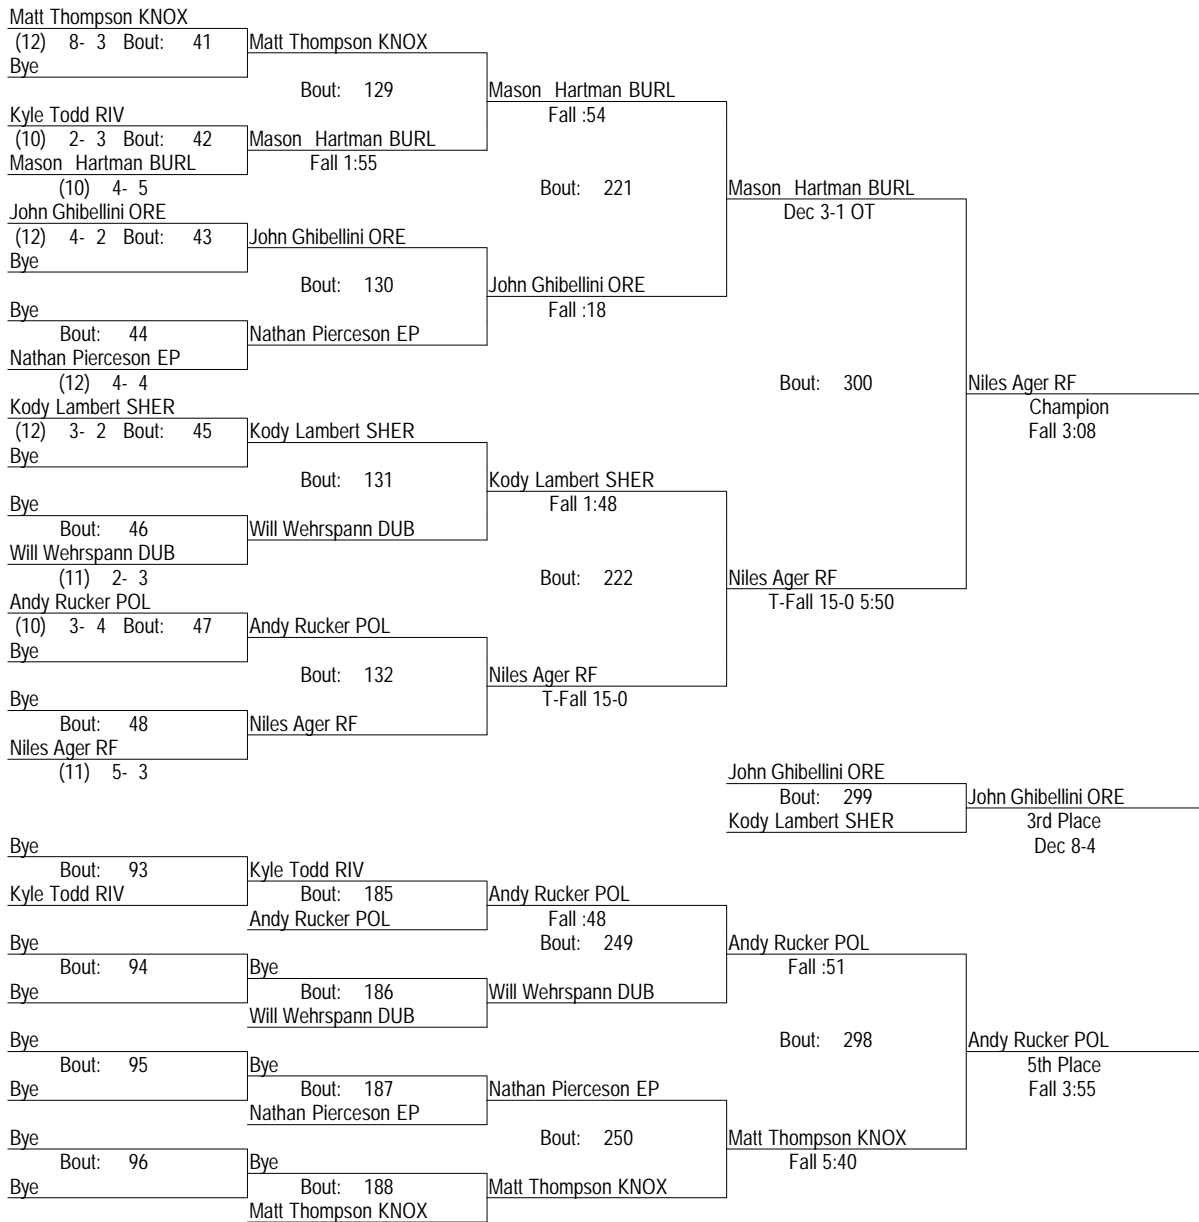 Matt Thompson KNOX
(12) 8- 3 Bout: 41 Matt Thompson KNOX
Bye
Bout: 129 Mason Hartman BURL
Kyle Todd RIV Fall :54
(10) 2- 3 Bout: 42 Mason Hartman BURL
Mason Hartman BURL Fall 1:55
(10) 4- 5 Bout: 221 Mason Hartman BURL
John Ghibellini ORE Dec 3-1 OT
(12) 4- 2 Bout: 43 John Ghibellini ORE
Bye
Bout: 130 John Ghibellini ORE
Bye Fall :18
Bout: 44 Nathan Pierceson EP
Nathan Pierceson EP
(12) 4- 4 Bout: 300 Niles Ager RF
Kody Lambert SHER Champion
(12) 3- 2 Bout: 45 Kody Lambert SHER Fall 3:08
Bye
Bout: 131 Kody Lambert SHER
Bye Fall 1:48
Bout: 46 Will Wehrspann DUB
Will Wehrspann DUB
(11) 2- 3 Bout: 222 Niles Ager RF
Andy Rucker POL T-Fall 15-0 5:50
(10) 3- 4 Bout: 47 Andy Rucker POL
Bye
Bout: 132 Niles Ager RF
Bye T-Fall 15-0
Bout: 48 Niles Ager RF
Niles Ager RF
(11) 5- 3 John Ghibellini ORE
Bout: 299 John Ghibellini ORE
Kody Lambert SHER 3rd Place
Bye Dec 8-4
Bout: 93 Kyle Todd RIV
Kyle Todd RIV Bout: 185 Andy Rucker POL
Andy Rucker POL Fall :48
Bye Bout: 249 Andy Rucker POL
Bout: 94 Bye Fall :51
Bye Bout: 186 Will Wehrspann DUB
Will Wehrspann DUB
Bye Bout: 298 Andy Rucker POL
Bout: 95 Bye 5th Place
Bye Bout: 187 Nathan Pierceson EP Fall 3:55
Nathan Pierceson EP
Bye Bout: 250 Matt Thompson KNOX
Bout: 96 Bye Fall 5:40
Bye Bout: 188 Matt Thompson KNOX
Matt Thompson KNOX